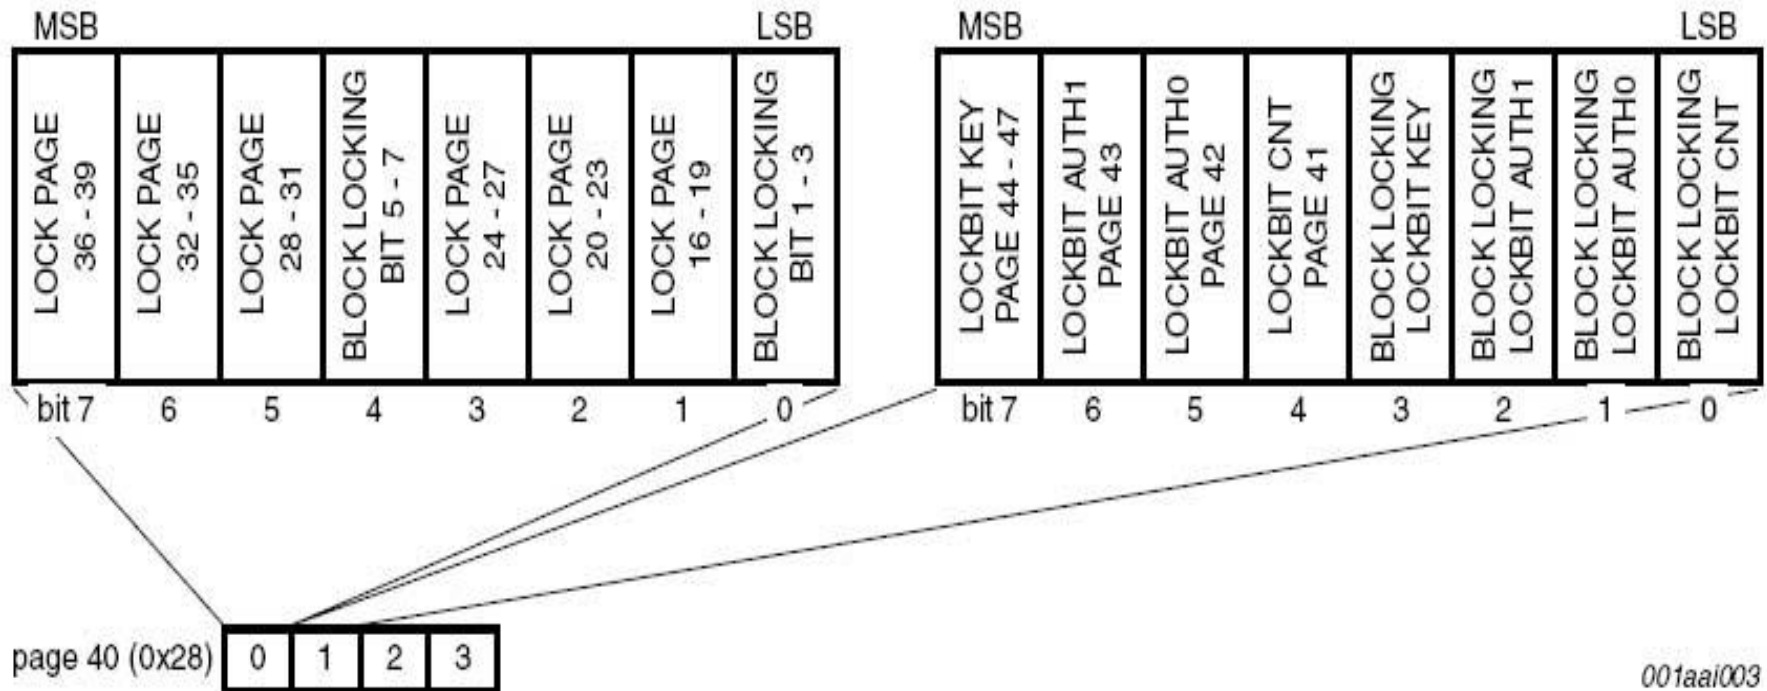 MSB
LSB
LOCK PAGE
36 - 39
LOCK PAGE
32 - 35
LOCK PAGE
28 - 31
BLOCK LOCKING
BIT 5 - 7
LOCK PAGE
24 - 27
LOCK PAGE
20 - 23
LOCK PAGE
16 - 19
BLOCK LOCKING
BIT 1 - 3
bit 7 6 5 4 3 2 1 0
MSB
LSB
LOCKBIT KEY
PAGE 44 - 47
LOCKBIT AUTH1
PAGE 43
LOCKBIT AUTH0
PAGE 42
LOCKBIT CNT
PAGE 41
BLOCK LOCKING
LOCKBIT KEY
BLOCK LOCKING
LOCKBIT AUTH1
BLOCK LOCKING
LOCKBIT AUTH0
BLOCK LOCKING
LOCKBIT CNT
bit 7 6 5 4 3 2 1 0
page 40 (0x28) 0 1 2 3
001aai003